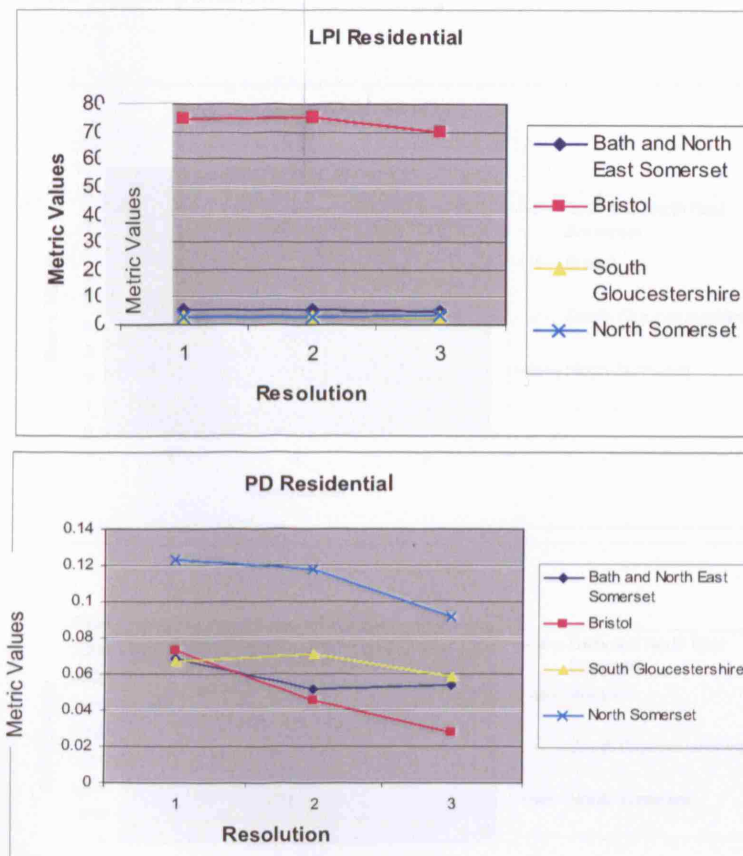 LPI Residential
Metric Values
Metric Values
80
70
60
50
40
30
20
10
0
1 2 3
Resolution
Bath and North
East Somerset
Bristol
South
Gloucestershire
North Somerset
PD Residential
Metric Values
0.14
0.12
0.1
0.08
0.06
0.04
0.02
0
1 2 3
Resolution
Bath and North East
Somerset
Bristol
South Gloucestershire
North Somerset